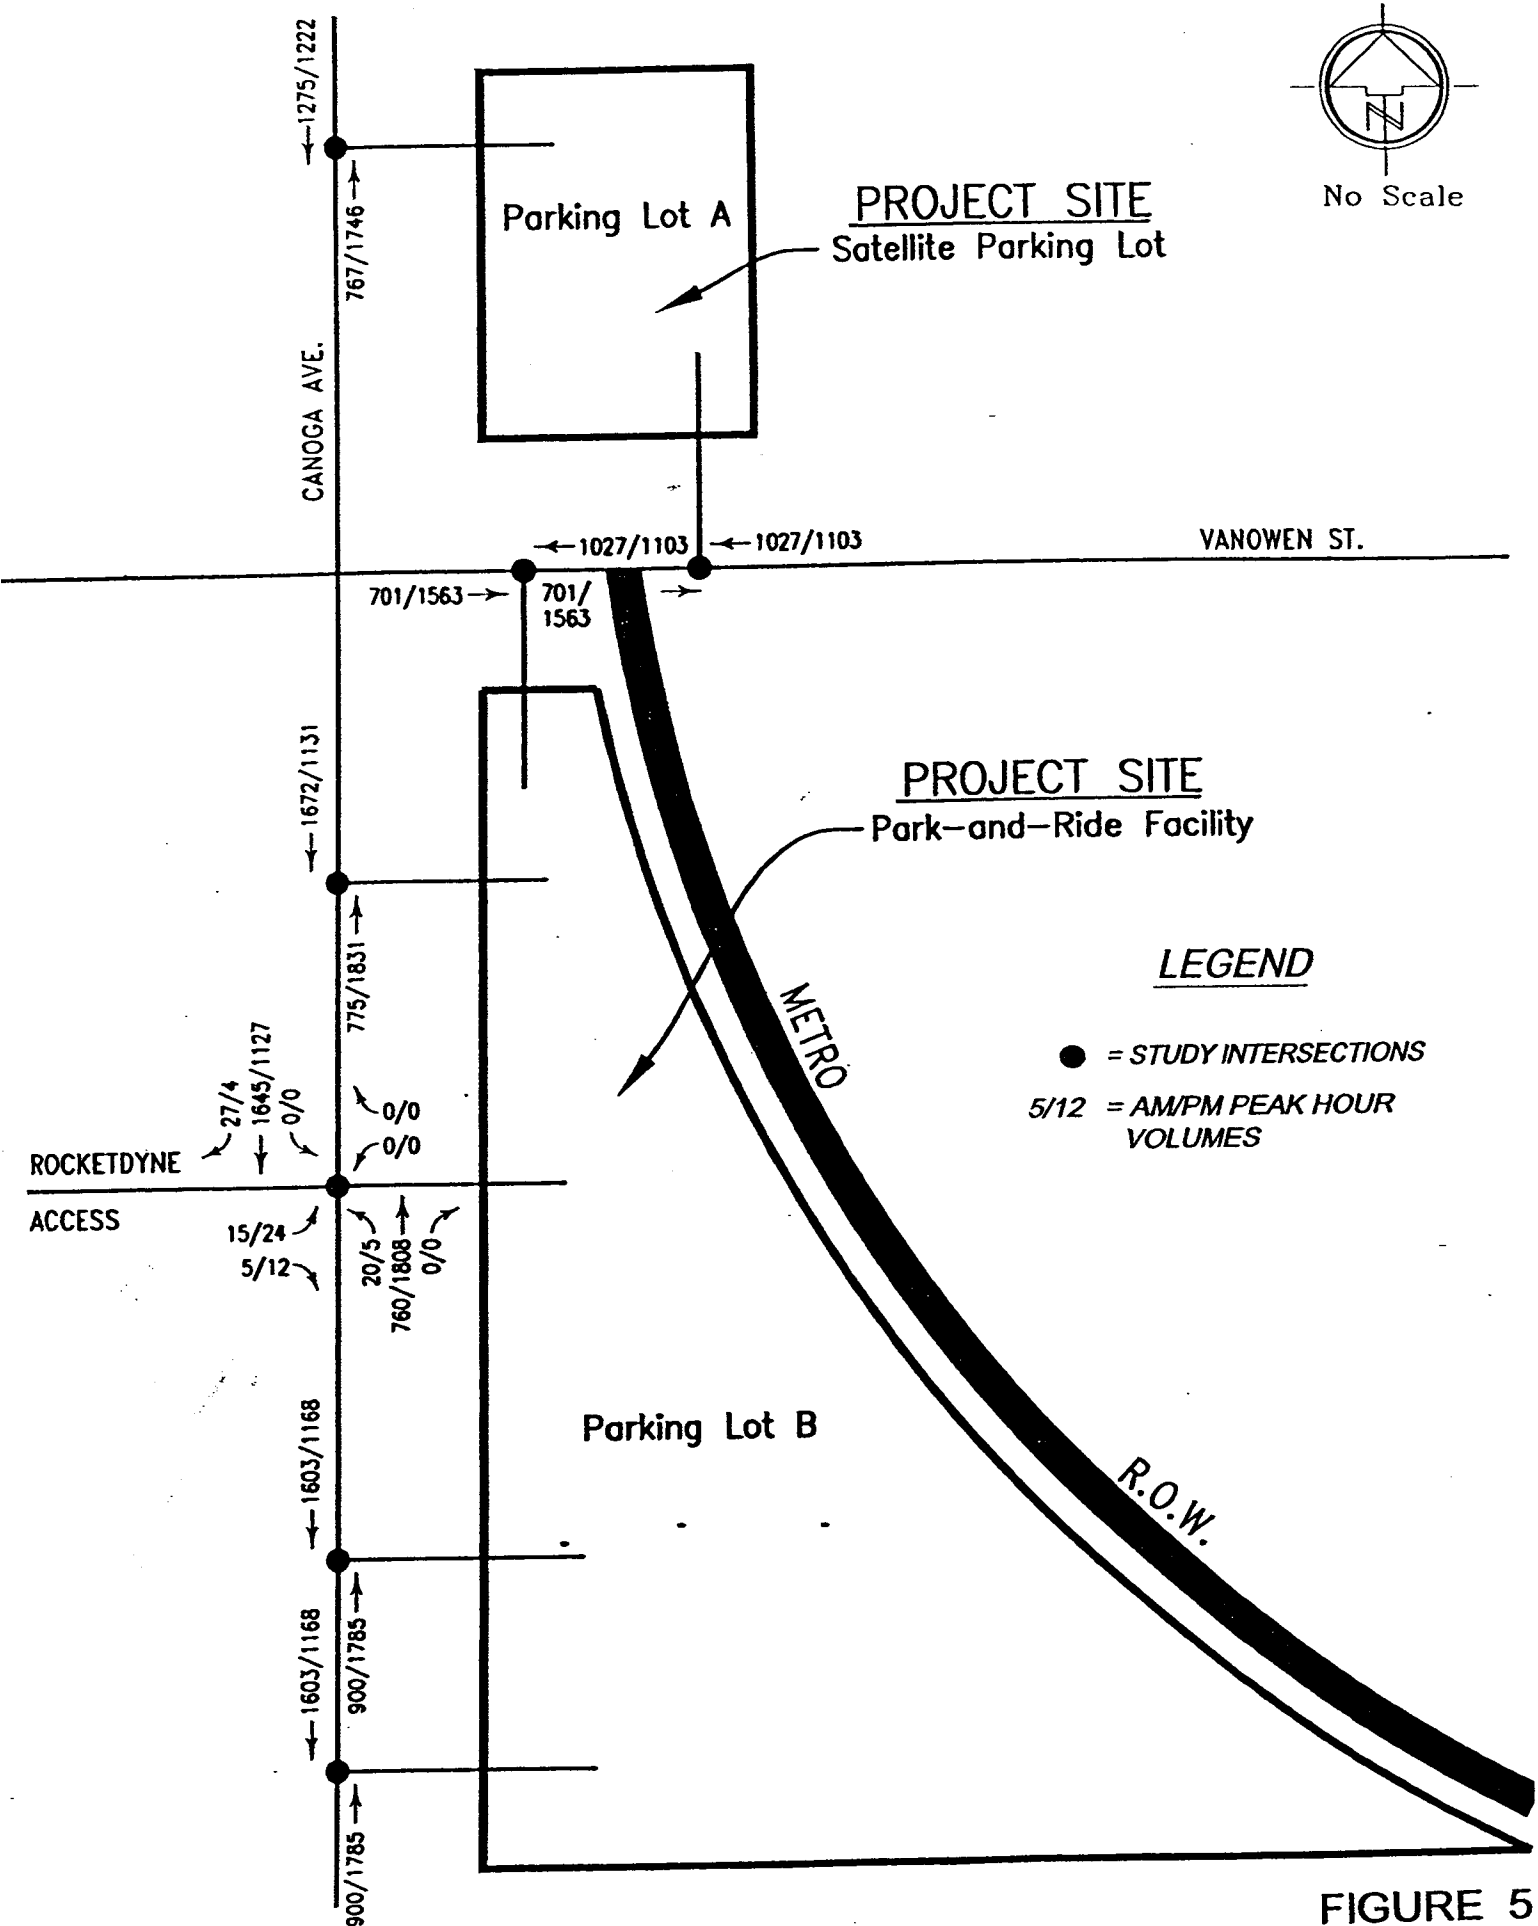 1275/1222
767/1746
Parking Lot A
PROJECT SITE
Satellite Parking Lot
N
No Scale
CANOGA AVE.
1027/1103
1027/1103
VANOWEN ST.
701/1563
701/
1563
1672/1131
775/1831
PROJECT SITE
Park-and-Ride Facility
METRO
R.O.W.
LEGEND
= STUDY INTERSECTIONS
5/12 = AM/PM PEAK HOUR
VOLUMES
27/4
1645/1127
0/0
0/0
0/0
ROCKETDYNE
ACCESS
15/24
5/12
20/5
760/1808
0/0
Parking Lot B
1603/1168
900/1785
1603/1168
900/1785
FIGURE 5